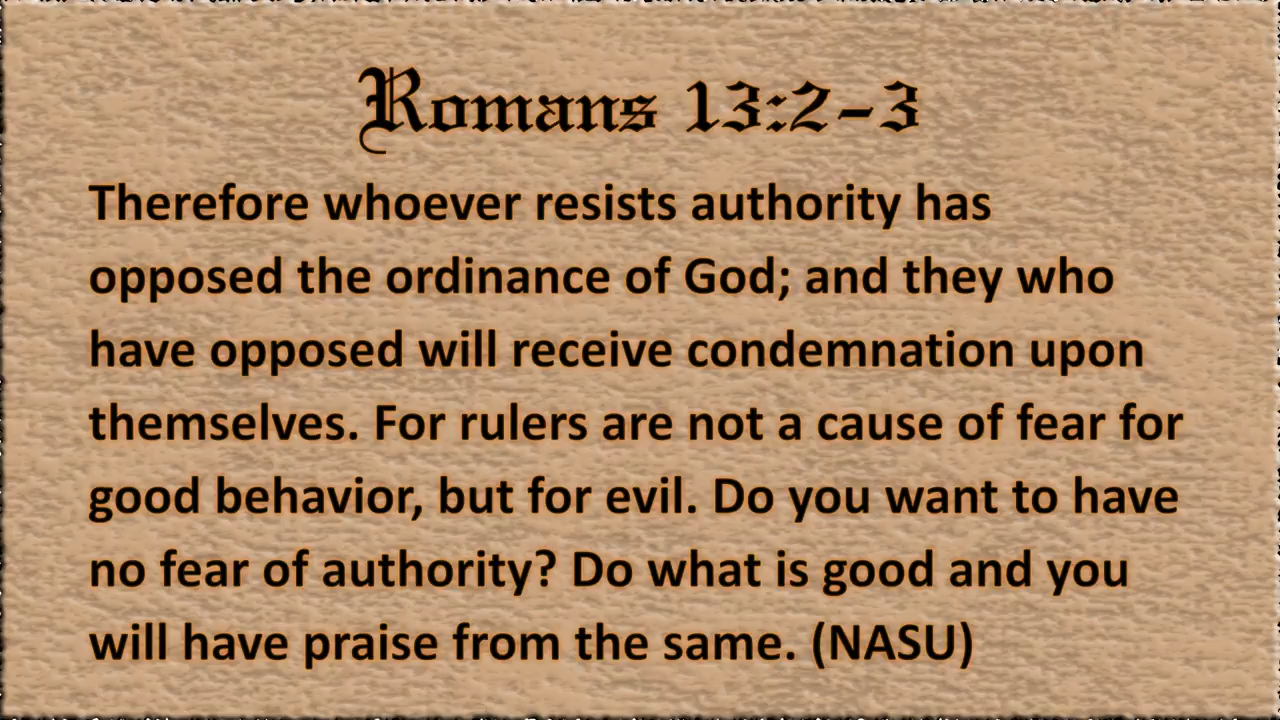 Romans 13:2-3
Therefore whoever resists authority has
opposed the ordinance of God; and they who
have opposed will receive condemnation upon
themselves. For rulers are not a cause of fear for
good behavior, but for evil. Do you want to have
no fear of authority? Do what is good and you
will have praise from the same. (NASU)